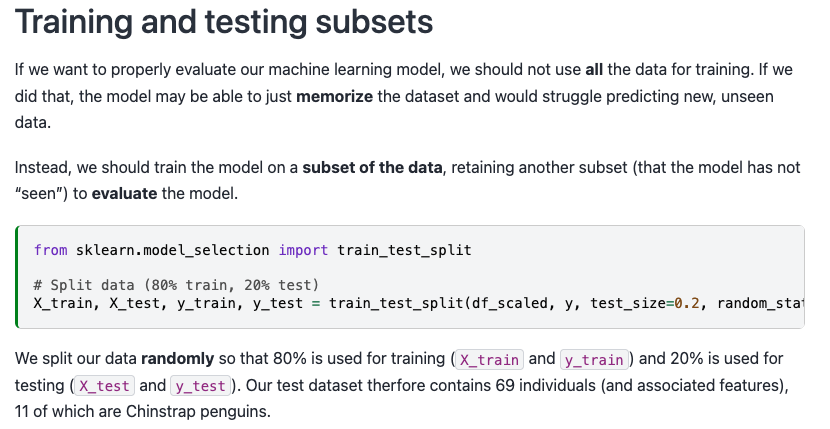 Training and testing subsets
If we want to properly evaluate our machine learning model, we should not use all the data for training. If we
did that, the model may be able to just memorize the dataset and would struggle predicting new, unseen
data.
Instead, we should train the model on a subset of the data, retaining another subset (that the model has not
“seen”) to evaluate the model.
from sklearn.model_selection import train_test_split
# Split data (80% train, 20% test)
X_train, X_test, y_train, y_test = train_test_split(df_scaled, y, test_size=0.2, random_stat
We split our data randomly so that 80% is used for training (X_train and y_train) and 20% is used for
testing (X_test and y_test). Our test dataset therfore contains 69 individuals (and associated features),
11 of which are Chinstrap penguins.